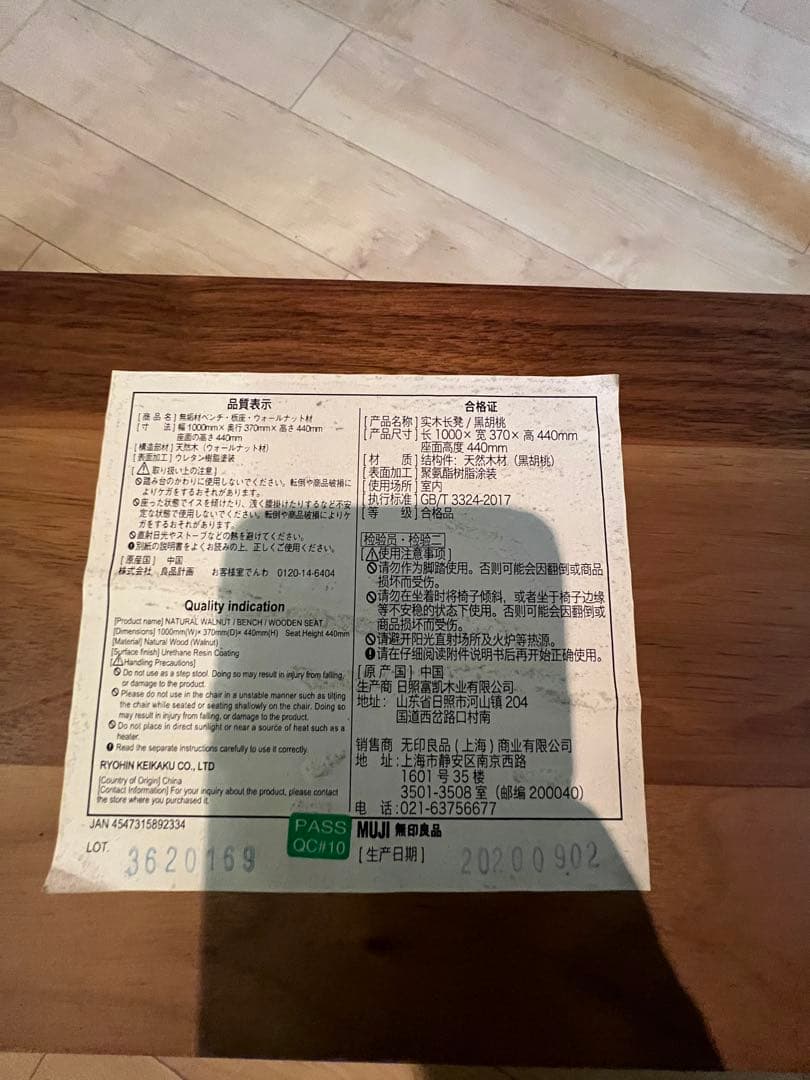 品質表示
[商 品 名] 無垢材ベンチ・板座・ウォールナット材
[寸　　法] 幅1000mm× 奥行370mm× 高さ440mm
座面の高さ440mm
[構造部材] 天然木（ウォールナット材）
[表面加工] ウレタン樹脂塗装
[⚠ 取り扱い上の注意]
踏み台のかわりに使用しないでください。転倒や商品破損に
よりケガをするおそれがあります。
座った状態でイスを傾けたり、浅く腰掛けたりするなど不安
定な状態で使用しないでください。転倒や商品破損によりケ
ガをするおそれがあります。
直射日光やストーブなどの熱を避けてください。
別紙の説明書をよくお読みの上、正しくご使用ください。
[原産国] 中国
株式会社 良品計画 お客様室でんわ 0120-14-6404
Quality indication
[Product name] NATURAL WALNUT / BENCH / WOODEN SEAT
[Dimensions] 1000mm(W)× 370mm(D)× 440mm(H) Seat Height 440mm
[Material] Natural Wood (Walnut)
[Surface finish] Urethane Resin Coating
[⚠Handling Precautions]
Do not use as a step stool. Doing so may result in injury from falling,
or damage to the product.
Please do not use in the chair in a unstable manner such as tilting
the chair while seated or seating shallowly on the chair. Doing so
may result in injury from falling, or damage to the product.
Do not place in direct sunlight or near a source of heat such as a
heater.
Read the separate instructions carefully to use it correctly.
RYOHIN KEIKAKU CO., LTD
[Country of Origin] China
[Contact Information] For your inquiry about the product, please contact
the store where you purchased it.
合格证
[产品名称] 实木长凳 / 黑胡桃
[产品尺寸] 长 1000× 宽 370× 高 440mm
座面高度 440mm
[材　　质] 结构件：天然木材（黑胡桃）
[表面加工] 聚氨酯树脂涂装
[使用场所] 室内
[执行标准] GB/T 3324-2017
[等　　级] 合格品
检验员・检验二
[⚠使用注意事项]
请勿作为脚踏使用。否则可能会因翻倒或商品
损坏而受伤。
请勿在坐着时将椅子倾斜，或者坐于椅子边缘
等不安稳的状态下使用。否则可能会因翻倒或
商品损坏而受伤。
请避开阳光直射场所及火炉等热源。
请在仔细阅读附件说明书后再开始正确使用。
[原 产 国] 中国
生产商 日照富凯木业有限公司
地址：山东省日照市河山镇 204
国道西岔路口村南
销售商 无印良品（上海）商业有限公司
地　址：上海市静安区南京西路
1601 号 35 楼
3501-3508 室（邮编 200040）
电　话：021-63756677
JAN 4547315892334
LOT. 3620169
PASS
QC#10
MUJI 無印良品
[生产日期] 20200902